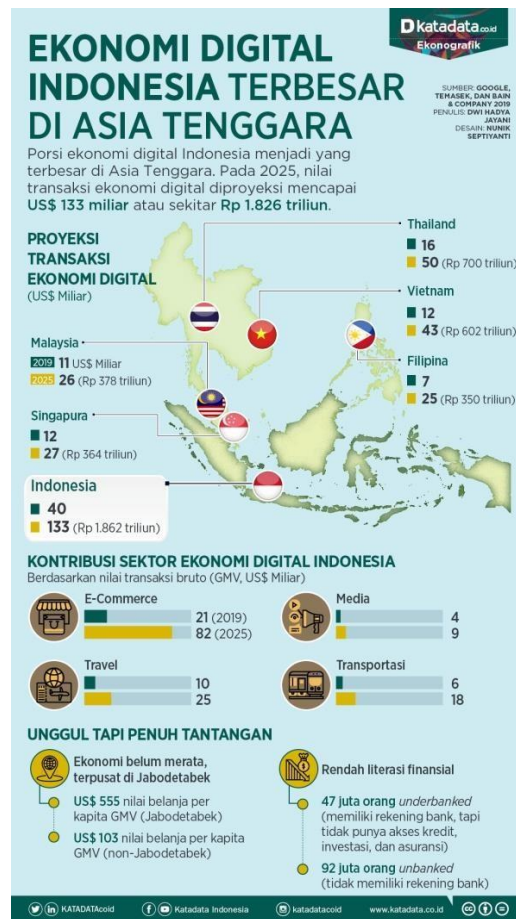 Dkatadata.co.id
Ekonografik
EKONOMI DIGITAL
INDONESIA TERBESAR
DI ASIA TENGGARA
SUMBER: GOOGLE,
TEMASEK, DAN BAIN
& COMPANY 2019
PENULIS: DWI HADYA
JAYANI
DESAIN: NUNIK
SEPTIYANTI
Porsi ekonomi digital Indonesia menjadi yang
terbesar di Asia Tenggara. Pada 2025, nilai
transaksi ekonomi digital diproyeksi mencapai
US$ 133 miliar atau sekitar Rp 1.826 triliun.
PROYEKSI
TRANSAKSI
EKONOMI DIGITAL
(US$ Miliar)
Thailand
16
50 (Rp 700 triliun)
Vietnam
12
43 (Rp 602 triliun)
Filipina
7
25 (Rp 350 triliun)
Malaysia
2019 11 US$ Miliar
2025 26 (Rp 378 triliun)
Singapura
12
27 (Rp 364 triliun)
Indonesia
40
133 (Rp 1.862 triliun)
KONTRIBUSI SEKTOR EKONOMI DIGITAL INDONESIA
Berdasarkan nilai transaksi bruto (GMV, US$ Miliar)
E-Commerce
21 (2019)
82 (2025)
Media
4
9
Travel
10
25
Transportasi
6
18
UNGGUL TAPI PENUH TANTANGAN
Ekonomi belum merata,
terpusat di Jabodetabek
US$ 555 nilai belanja per
kapita GMV (Jabodetabek)
US$ 103 nilai belanja per kapita
GMV (non-Jabodetabek)
Rendah literasi finansial
47 juta orang underbanked
(memiliki rekening bank, tapi
tidak punya akses kredit,
investasi, dan asuransi)
92 juta orang unbanked
(tidak memiliki rekening bank)
KATADATAcoid
Katadata Indonesia
katadatacoid
www.katadata.co.id